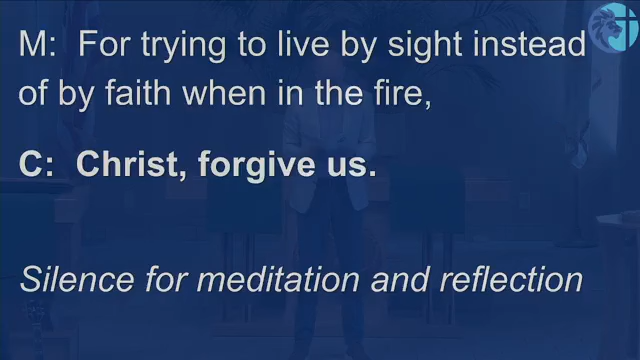 M: For trying to live by sight instead
of by faith when in the fire,
C: Christ, forgive us.
Silence for meditation and reflection